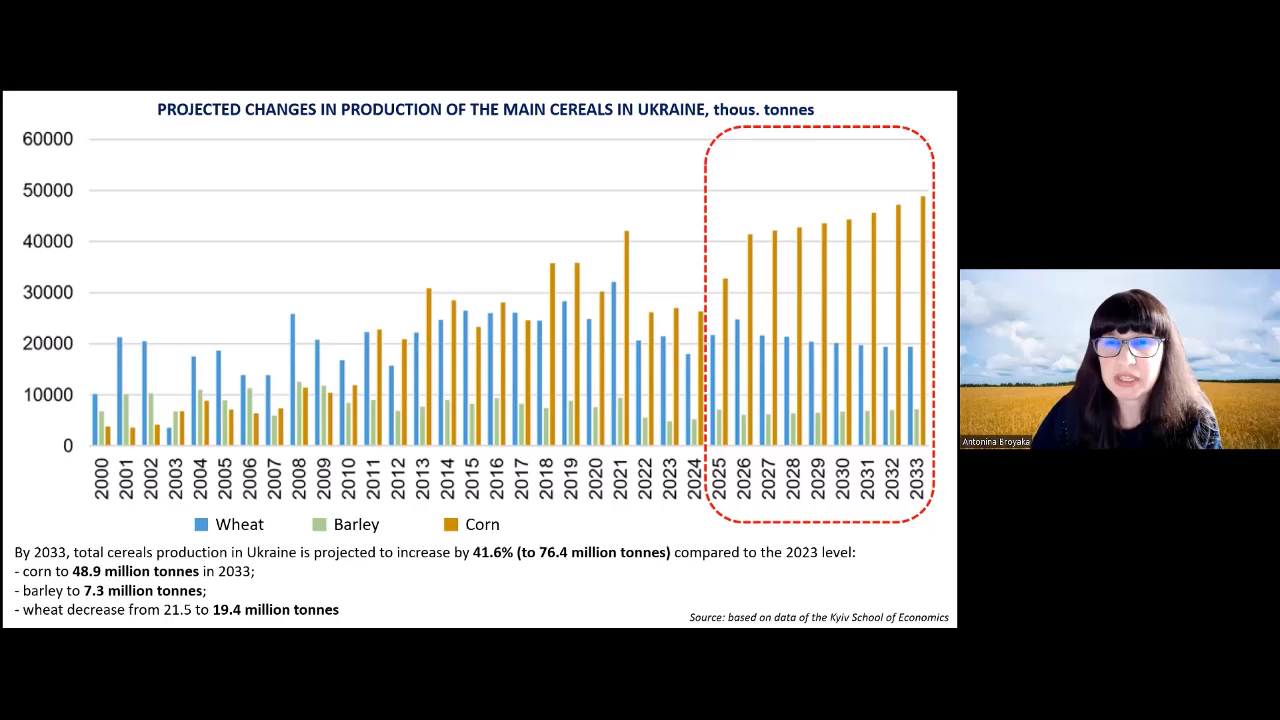 PROJECTED CHANGES IN PRODUCTION OF THE MAIN CEREALS IN UKRAINE, thous. tonnes
60000
50000
40000
30000
20000
10000
0
2000 2001 2002 2003 2004 2005 2006 2007 2008 2009 2010 2011 2012 2013 2014 2015 2016 2017 2018 2019 2020 2021 2022 2023 2024 2025 2026 2027 2028 2029 2030 2031 2032 2033
Wheat Barley Corn
By 2033, total cereals production in Ukraine is projected to increase by 41.6% (to 76.4 million tonnes) compared to the 2023 level:
- corn to 48.9 million tonnes in 2033;
- barley to 7.3 million tonnes;
- wheat decrease from 21.5 to 19.4 million tonnes
Source: based on data of the Kyiv School of Economics
Antonina Broyaka